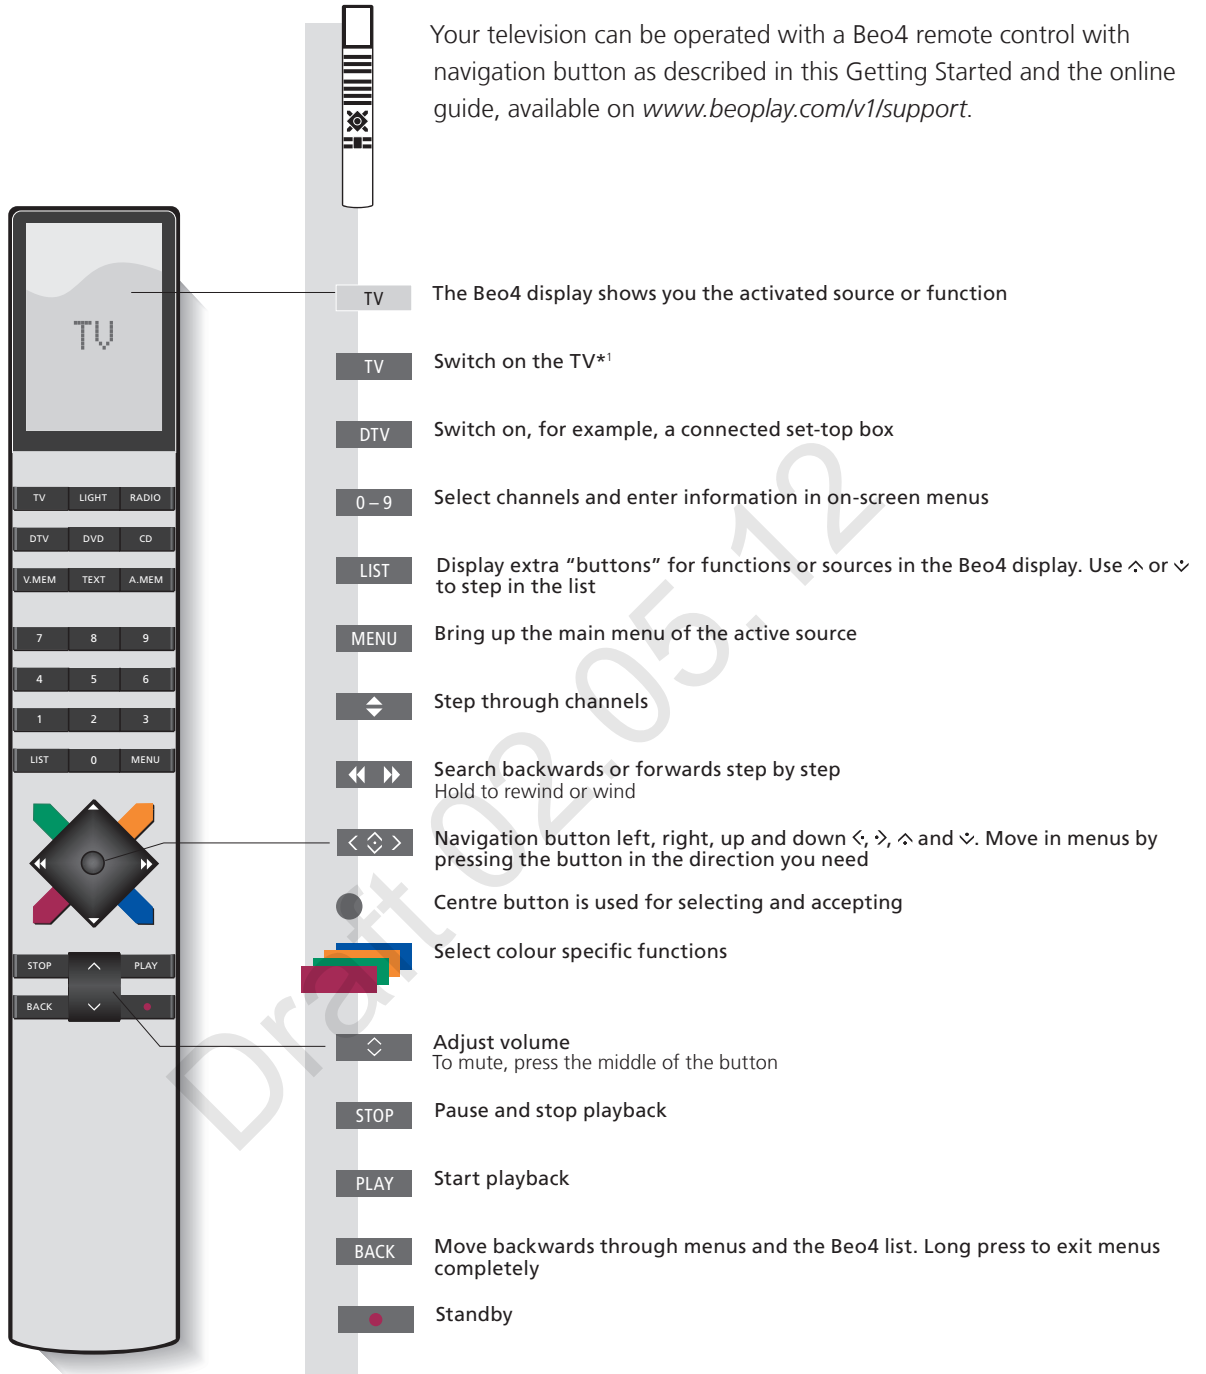 Your television can be operated with a Beo4 remote control with
navigation button as described in this Getting Started and the online
guide, available on www.beoplay.com/v1/support.
TV
TV
The Beo4 display shows you the activated source or function
TV
Switch on the TV*1
DTV
Switch on, for example, a connected set-top box
0 – 9
Select channels and enter information in on-screen menus
LIST
Display extra “buttons” for functions or sources in the Beo4 display. Use or
to step in the list
MENU
Bring up the main menu of the active source
Step through channels
Search backwards or forwards step by step
Hold to rewind or wind
Navigation button left, right, up and down , , and . Move in menus by
pressing the button in the direction you need
Centre button is used for selecting and accepting
Select colour specific functions
Adjust volume
To mute, press the middle of the button
STOP
Pause and stop playback
PLAY
Start playback
BACK
Move backwards through menus and the Beo4 list. Long press to exit menus
completely
Standby
TV LIGHT RADIO
DTV DVD CD
V.MEM TEXT A.MEM
7 8 9
4 5 6
1 2 3
LIST 0 MENU
STOP PLAY
BACK
Draft 02.05.12